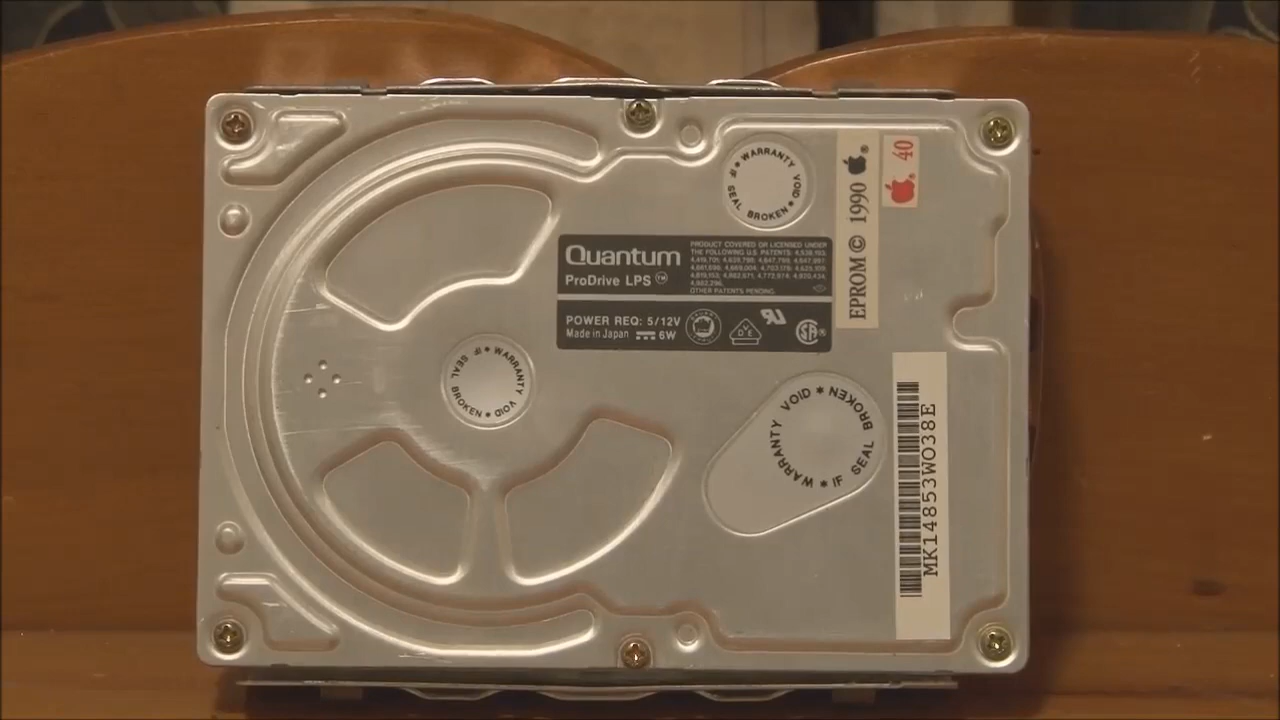 WARRANTY VOID * IF SEAL BROKEN *
EPROM © 1990
40
Quantum
ProDrive LPS™
PRODUCT COVERED OR LICENSED UNDER
THE FOLLOWING U.S. PATENTS:
OTHER PATENTS PENDING.
POWER REQ: 5/12V
Made in Japan 6W
WARRANTY VOID * IF SEAL BROKEN *
WARRANTY VOID * IF SEAL BROKEN *
MK14853WO38E